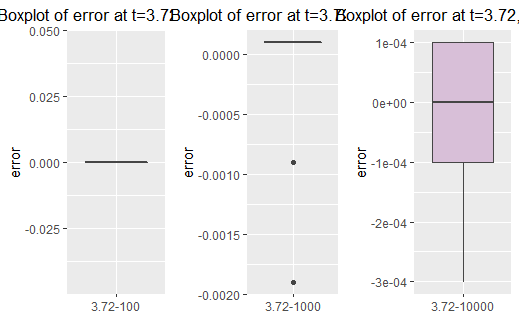 Boxplot of error at t=3.72
Boxplot of error at t=3.7
Boxplot of error at t=3.72,
error
0.050
0.025
0.000
-0.025
3.72-100
error
0.0000
-0.0005
-0.0010
-0.0015
-0.0020
3.72-1000
error
1e-04
0e+00
-1e-04
-2e-04
-3e-04
3.72-10000